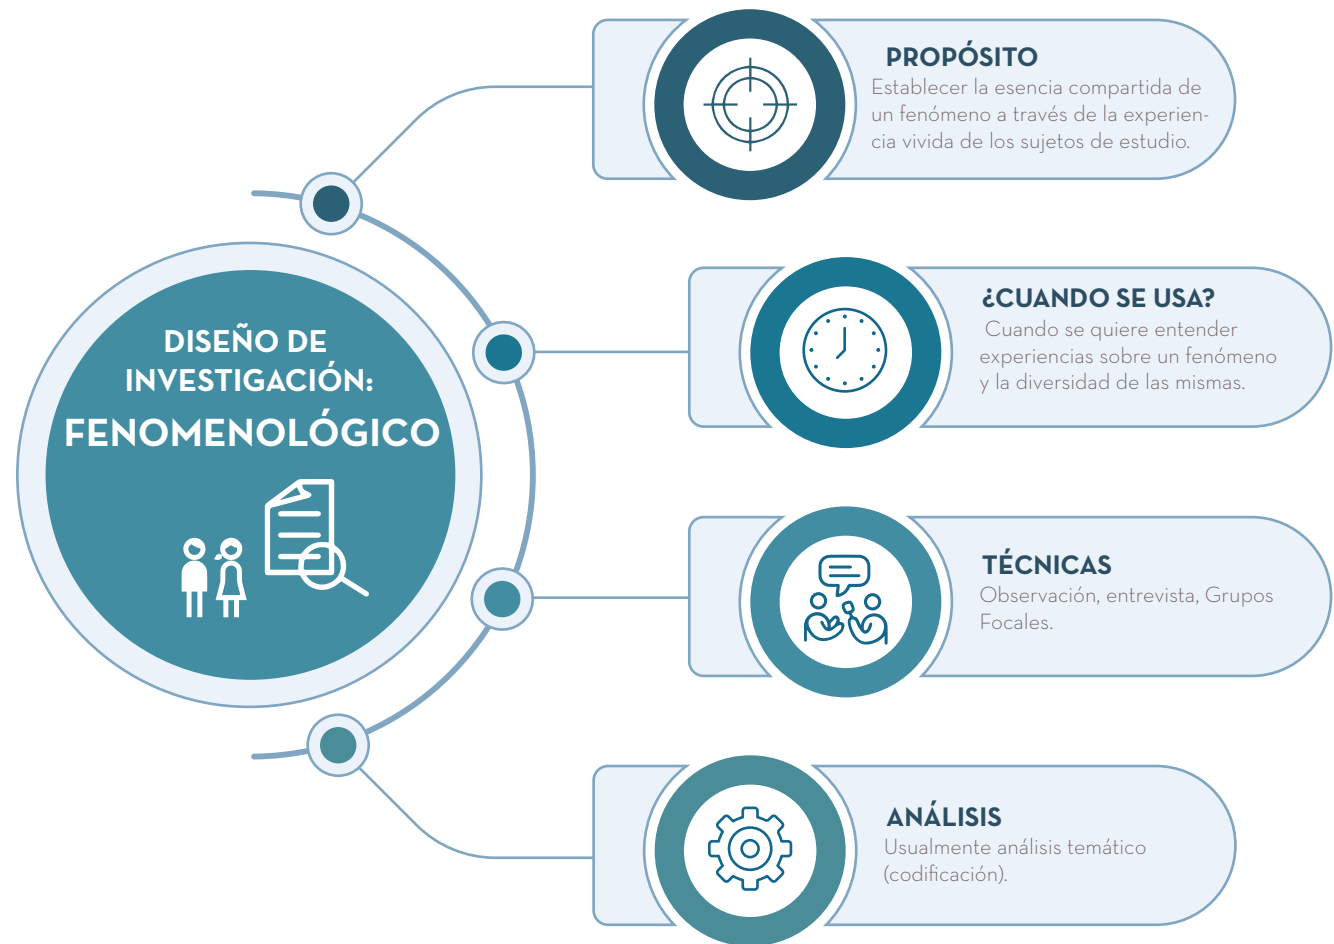 DISEÑO DE
INVESTIGACIÓN:
FENOMENOLÓGICO
PROPÓSITO
Establecer la esencia compartida de
un fenómeno a través de la experien-
cia vivida de los sujetos de estudio.
¿CUANDO SE USA?
Cuando se quiere entender
experiencias sobre un fenómeno
y la diversidad de las mismas.
TÉCNICAS
Observación, entrevista, Grupos
Focales.
ANÁLISIS
Usualmente análisis temático
(codificación).